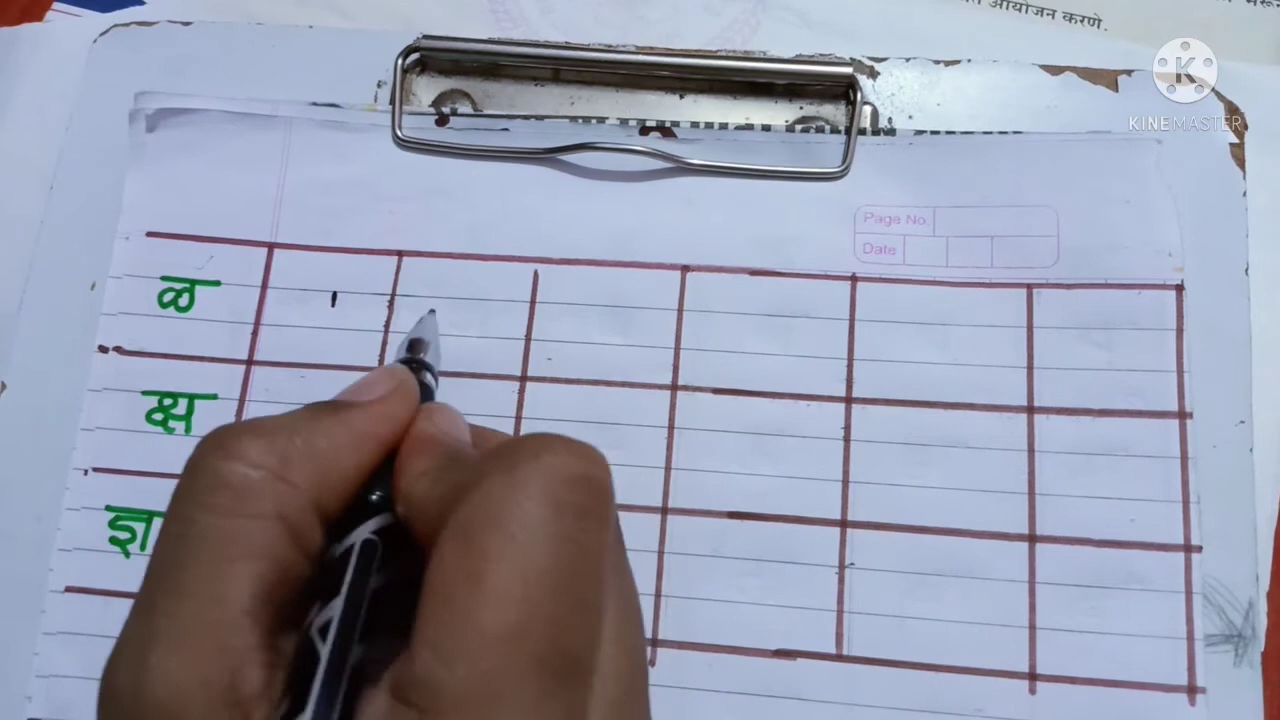 आयोजन करणे.
KINEMASTER
Page No
Date
ळ
क्ष
ज्ञ